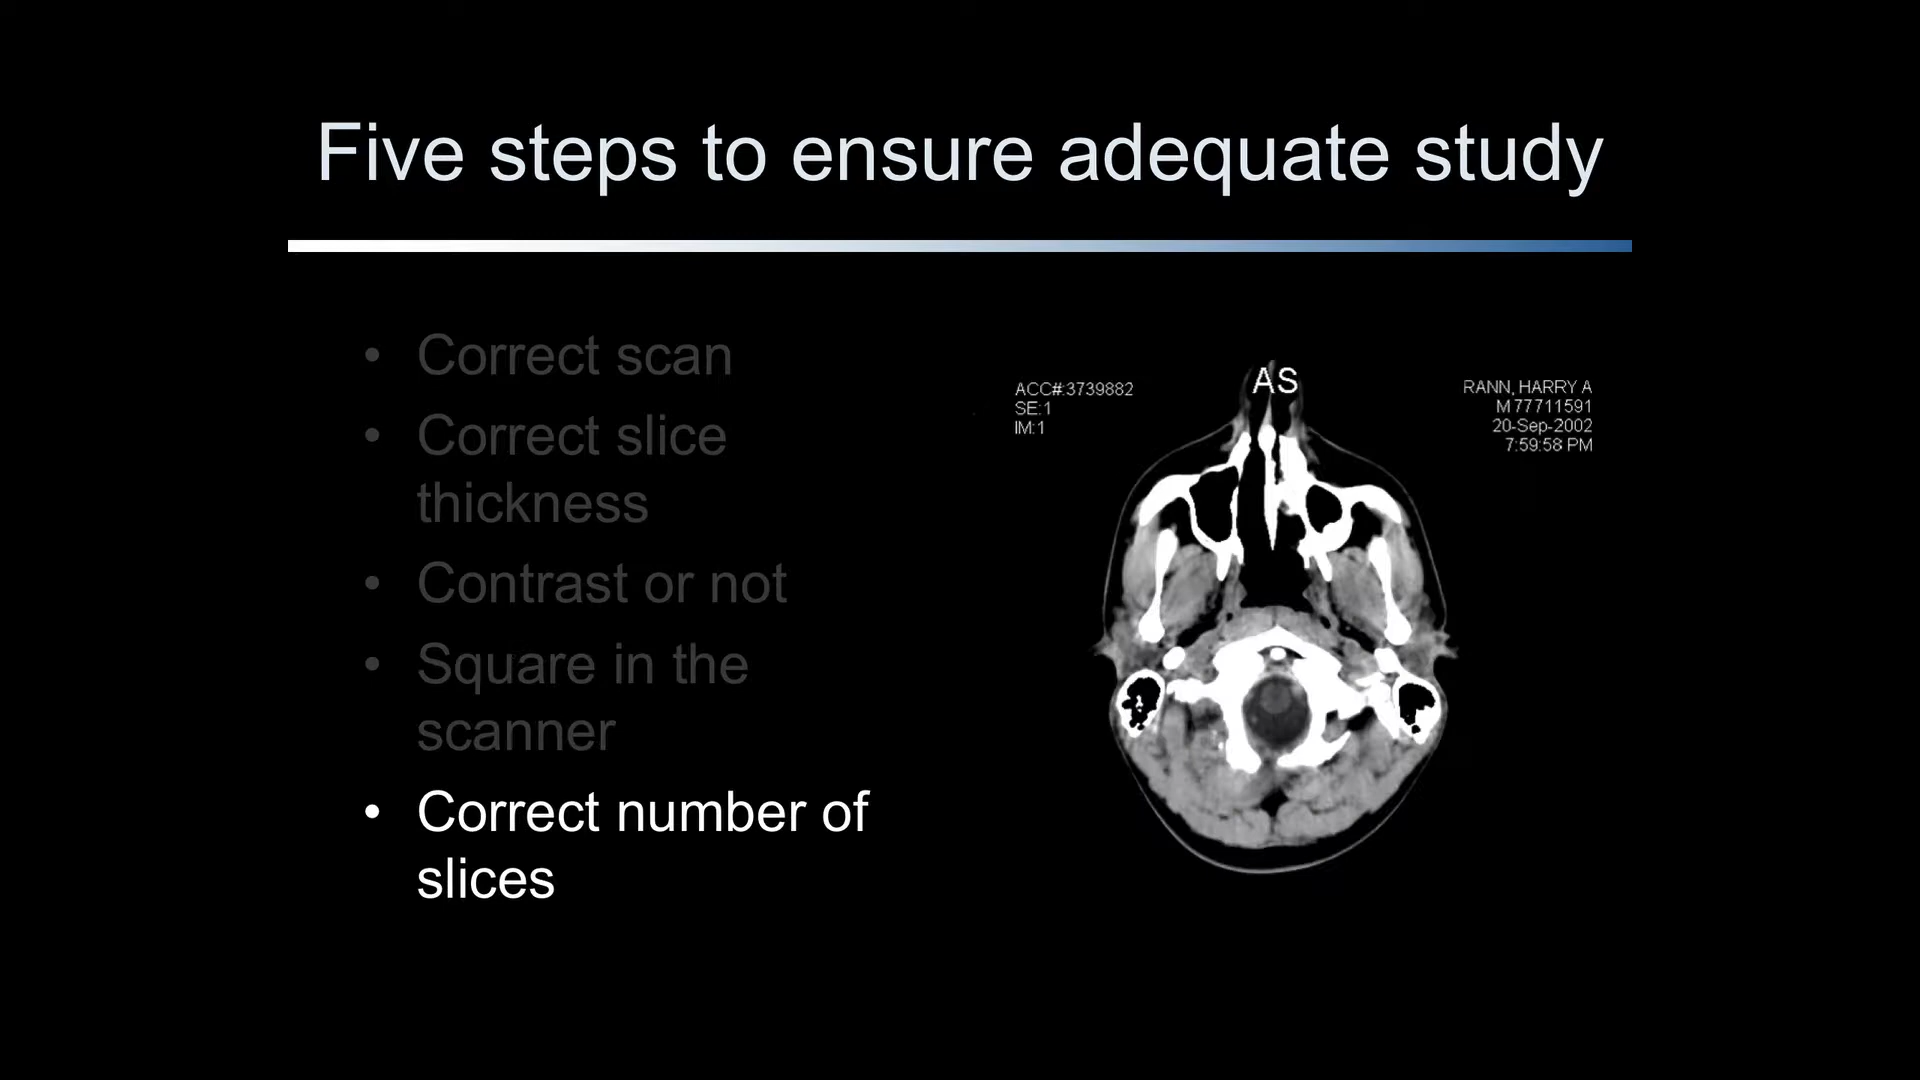 Five steps to ensure adequate study
• Correct scan
• Correct slice
thickness
• Contrast or not
• Square in the
scanner
• Correct number of
slices
ACC#:3739882
SE:1
IM:1
AS
RANN, HARRY A
M 77711591
20-Sep-2002
7:59:58 PM